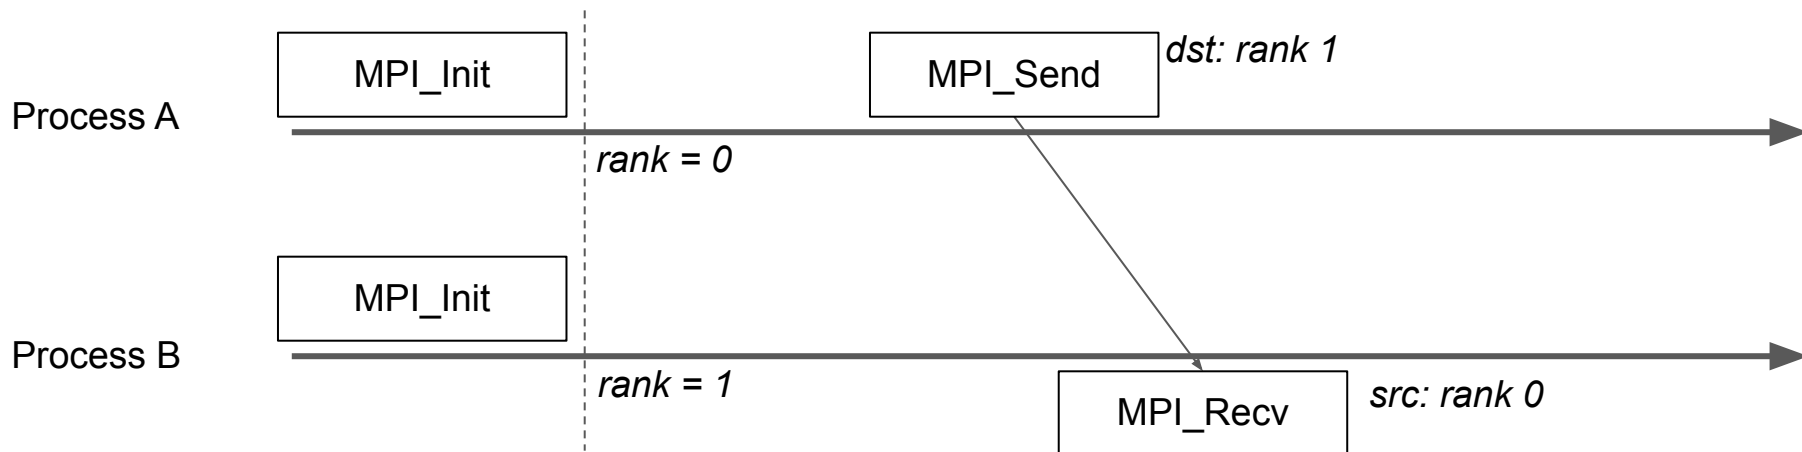 MPI_Init
MPI_Send
dst: rank 1
Process A
rank = 0
MPI_Init
Process B
rank = 1
MPI_Recv
src: rank 0